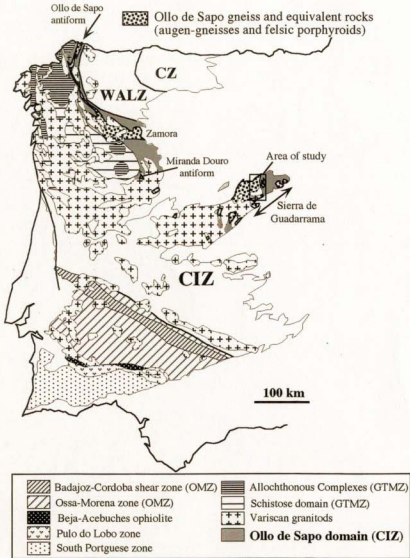 Ollo de Sapo
antiform
Ollo de Sapo gneiss and equivalent rocks
(augen-gneisses and felsic porphyroids)
CZ
WALZ
Zamora
Miranda Douro
antiform
Area of study
Sierra de
Guadarrama
CIZ
100 km
Badajoz-Cordoba shear zone (OMZ)
Ossa-Morena zone (OMZ)
Beja-Acebuches ophiolite
Pulo do Lobo zone
South Portguese zone
Allochthonous Complexes (GTMZ)
Schistose domain (GTMZ)
Variscan granitods
Ollo de Sapo domain (CIZ)